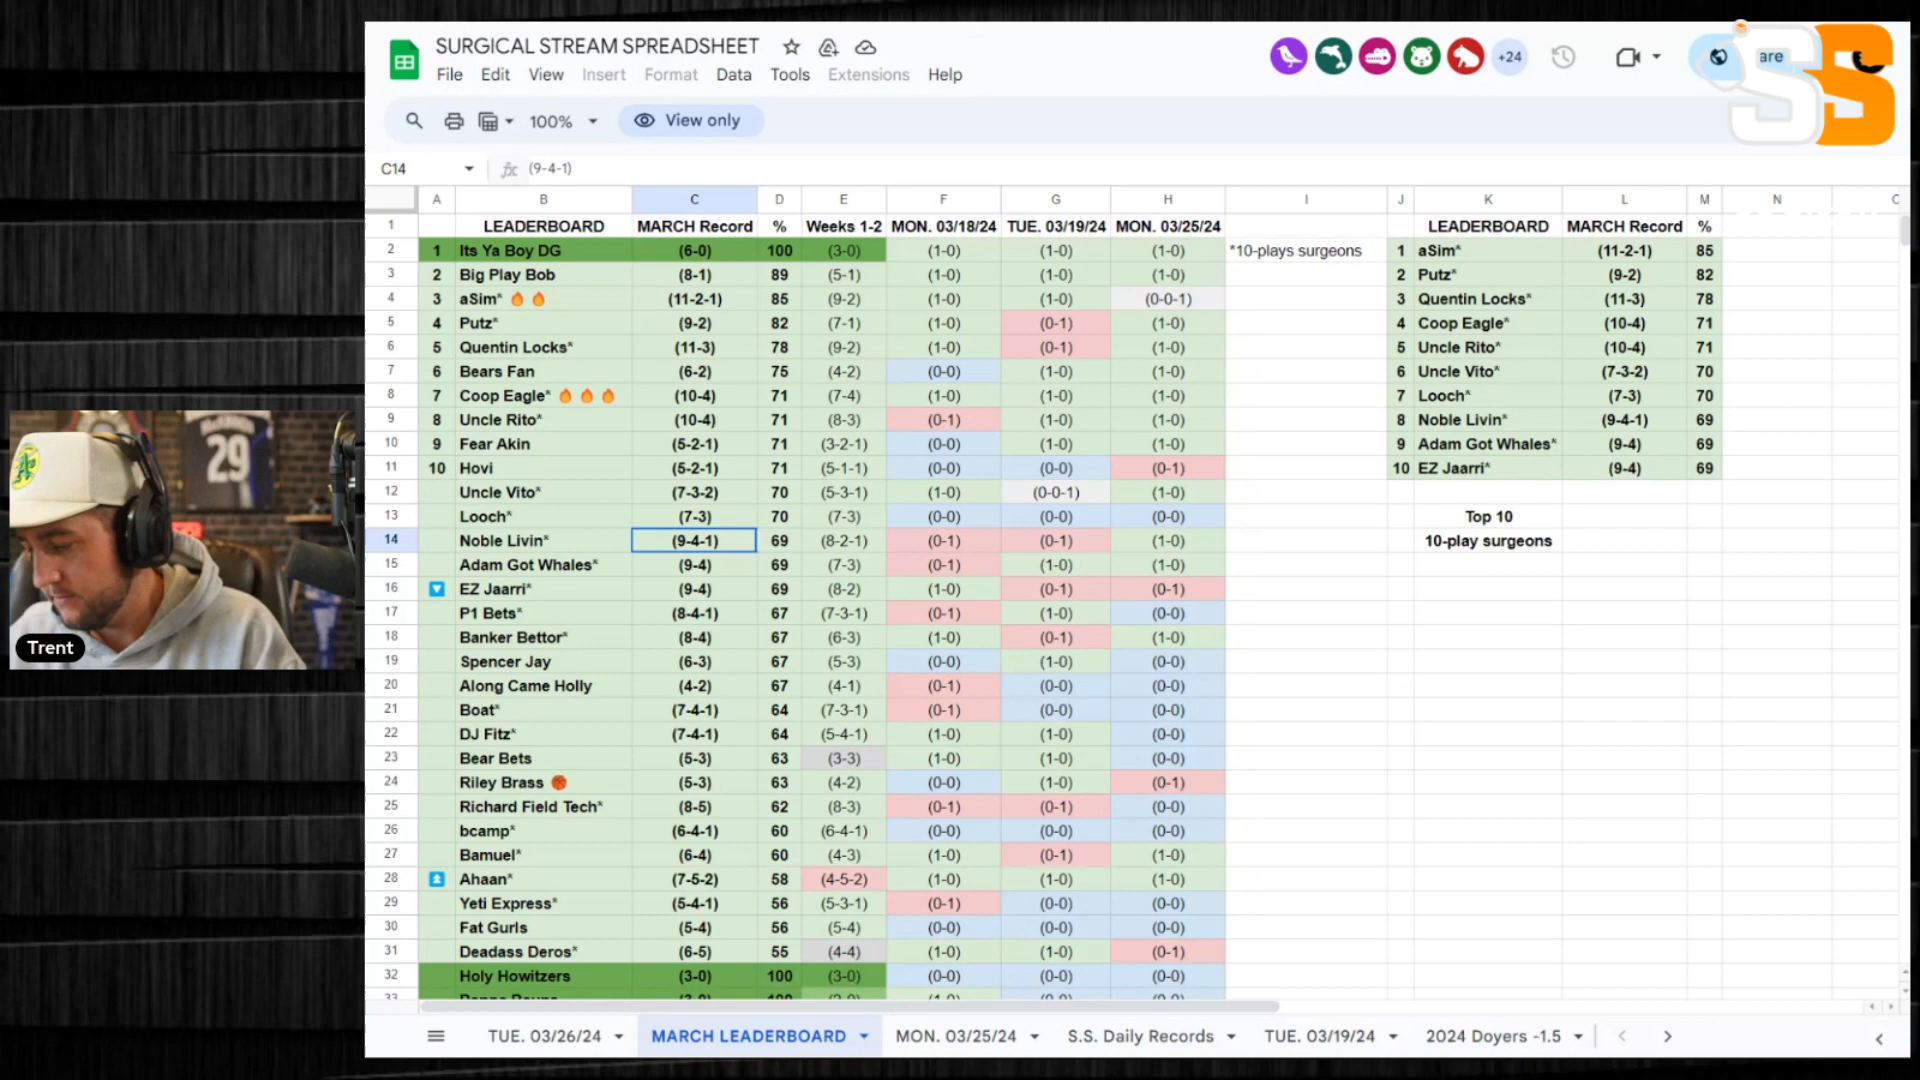 SURGICAL STREAM SPREADSHEET
File Edit View Insert Format Data Tools Extensions Help
+24
are
SS
100% View only
C14 fx (9-4-1)
A B C D E F G H I J K L M N
1 LEADERBOARD MARCH Record % Weeks 1-2 MON. 03/18/24 TUE. 03/19/24 MON. 03/25/24 LEADERBOARD MARCH Record %
2 1 Its Ya Boy DG (6-0) 100 (3-0) (1-0) (1-0) (1-0) *10-plays surgeons 1 aSim* (11-2-1) 85
3 2 Big Play Bob (8-1) 89 (5-1) (1-0) (1-0) (1-0) 2 Putz* (9-2) 82
4 3 aSim* 🔥 🔥 (11-2-1) 85 (9-2) (1-0) (1-0) (0-0-1) 3 Quentin Locks* (11-3) 78
5 4 Putz* (9-2) 82 (7-1) (1-0) (0-1) (1-0) 4 Coop Eagle* (10-4) 71
6 5 Quentin Locks* (11-3) 78 (9-2) (1-0) (0-1) (1-0) 5 Uncle Rito* (10-4) 71
7 6 Bears Fan (6-2) 75 (4-2) (0-0) (1-0) (1-0) 6 Uncle Vito* (7-3-2) 70
8 7 Coop Eagle* 🔥 🔥 🔥 (10-4) 71 (7-4) (1-0) (1-0) (1-0) 7 Looch* (7-3) 70
9 8 Uncle Rito* (10-4) 71 (8-3) (0-1) (1-0) (1-0) 8 Noble Livin* (9-4-1) 69
10 9 Fear Akin (5-2-1) 71 (3-2-1) (0-0) (1-0) (1-0) 9 Adam Got Whales* (9-4) 69
11 10 Hovi (5-2-1) 71 (5-1-1) (0-0) (0-0) (0-1) 10 EZ Jaarri* (9-4) 69
12 Uncle Vito* (7-3-2) 70 (5-3-1) (1-0) (0-0-1) (1-0)
13 Looch* (7-3) 70 (7-3) (0-0) (0-0) (0-0) Top 10
14 Noble Livin* (9-4-1) 69 (8-2-1) (0-1) (0-1) (1-0) 10-play surgeons
15 Adam Got Whales* (9-4) 69 (7-3) (0-1) (1-0) (1-0)
16 EZ Jaarri* (9-4) 69 (8-2) (1-0) (0-1) (0-1)
17 P1 Bets* (8-4-1) 67 (7-3-1) (0-1) (1-0) (0-0)
18 Banker Bettor* (8-4) 67 (6-3) (1-0) (0-1) (1-0)
19 Spencer Jay (6-3) 67 (5-3) (0-0) (1-0) (0-0)
20 Along Came Holly (4-2) 67 (4-1) (0-1) (0-0) (0-0)
21 Boat* (7-4-1) 64 (7-3-1) (0-1) (0-0) (0-0)
22 DJ Fitz* (7-4-1) 64 (5-4-1) (1-0) (1-0) (0-0)
23 Bear Bets (5-3) 63 (3-3) (1-0) (1-0) (0-0)
24 Riley Brass 🏀 (5-3) 63 (4-2) (0-0) (1-0) (0-1)
25 Richard Field Tech* (8-5) 62 (8-3) (0-1) (0-1) (0-0)
26 bcamp* (6-4-1) 60 (6-4-1) (0-0) (0-0) (0-0)
27 Bamuel* (6-4) 60 (4-3) (1-0) (0-1) (1-0)
28 Ahaan* (7-5-2) 58 (4-5-2) (1-0) (1-0) (1-0)
29 Yeti Express* (5-4-1) 56 (5-3-1) (0-1) (0-0) (0-0)
30 Fat Gurls (5-4) 56 (5-4) (0-0) (0-0) (0-0)
31 Deadass Deros* (6-5) 55 (4-4) (1-0) (1-0) (0-1)
32 Holy Howitzers (3-0) 100 (3-0) (0-0) (0-0) (0-0)
29
Trent
TUE. 03/26/24 MARCH LEADERBOARD MON. 03/25/24 S.S. Daily Records TUE. 03/19/24 2024 Doyers -1.5